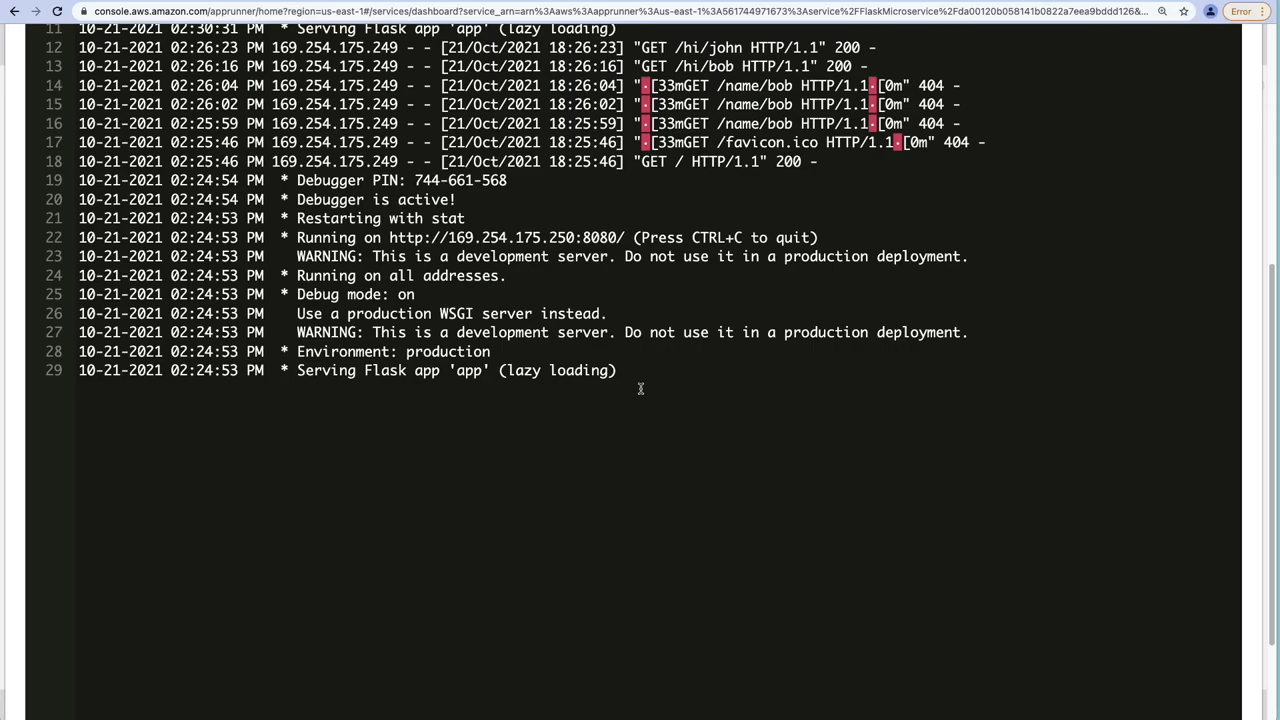 console.aws.amazon.com/apprunner/home?region=us-east-1#/services/dashboard?service_arn=arn%3Aaws%3Aapprunner%3Aus-east-1%3A561744971673%3Aservice%2FFlaskMicroservice%2Fda00120b058141b0822a7eea9bddd126&…
Error
11 10-21-2021 02:30:31 PM * Serving Flask app 'app' (lazy loading)
12 10-21-2021 02:26:23 PM 169.254.175.249 - - [21/Oct/2021 18:26:23] "GET /hi/john HTTP/1.1" 200 -
13 10-21-2021 02:26:16 PM 169.254.175.249 - - [21/Oct/2021 18:26:16] "GET /hi/bob HTTP/1.1" 200 -
14 10-21-2021 02:26:04 PM 169.254.175.249 - - [21/Oct/2021 18:26:04] "·[33mGET /name/bob HTTP/1.1·[0m" 404 -
15 10-21-2021 02:26:02 PM 169.254.175.249 - - [21/Oct/2021 18:26:02] "·[33mGET /name/bob HTTP/1.1·[0m" 404 -
16 10-21-2021 02:25:59 PM 169.254.175.249 - - [21/Oct/2021 18:25:59] "·[33mGET /name/bob HTTP/1.1·[0m" 404 -
17 10-21-2021 02:25:46 PM 169.254.175.249 - - [21/Oct/2021 18:25:46] "·[33mGET /favicon.ico HTTP/1.1·[0m" 404 -
18 10-21-2021 02:25:46 PM 169.254.175.249 - - [21/Oct/2021 18:25:46] "GET / HTTP/1.1" 200 -
19 10-21-2021 02:24:54 PM * Debugger PIN: 744-661-568
20 10-21-2021 02:24:54 PM * Debugger is active!
21 10-21-2021 02:24:53 PM * Restarting with stat
22 10-21-2021 02:24:53 PM * Running on http://169.254.175.250:8080/ (Press CTRL+C to quit)
23 10-21-2021 02:24:53 PM WARNING: This is a development server. Do not use it in a production deployment.
24 10-21-2021 02:24:53 PM * Running on all addresses.
25 10-21-2021 02:24:53 PM * Debug mode: on
26 10-21-2021 02:24:53 PM Use a production WSGI server instead.
27 10-21-2021 02:24:53 PM WARNING: This is a development server. Do not use it in a production deployment.
28 10-21-2021 02:24:53 PM * Environment: production
29 10-21-2021 02:24:53 PM * Serving Flask app 'app' (lazy loading)